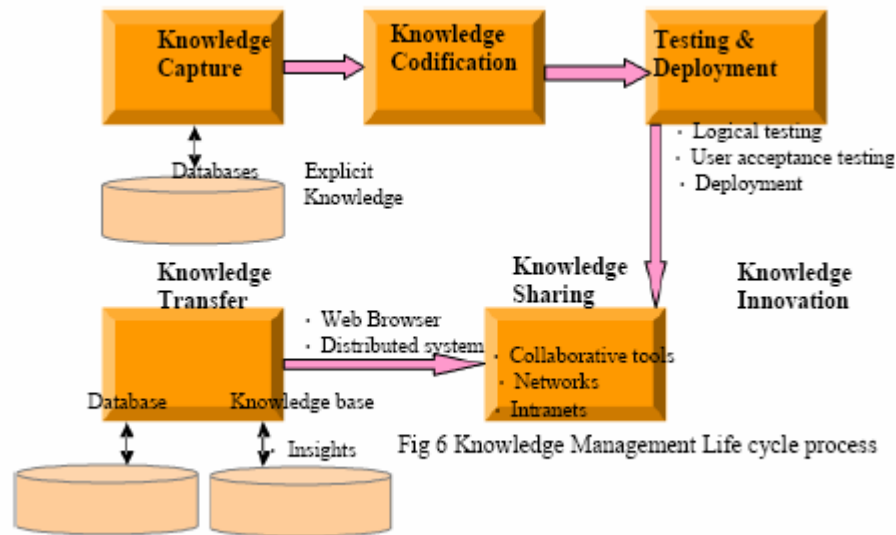 Knowledge
Capture
Knowledge
Codification
Testing &
Deployment
· Logical testing
· User acceptance testing
· Deployment
Databases
Explicit
Knowledge
Knowledge
Transfer
Knowledge
Sharing
Knowledge
Innovation
· Web Browser
· Distributed system
· Collaborative tools
· Networks
· Intranets
Database
Knowledge base
· Insights
Fig 6 Knowledge Management Life cycle process